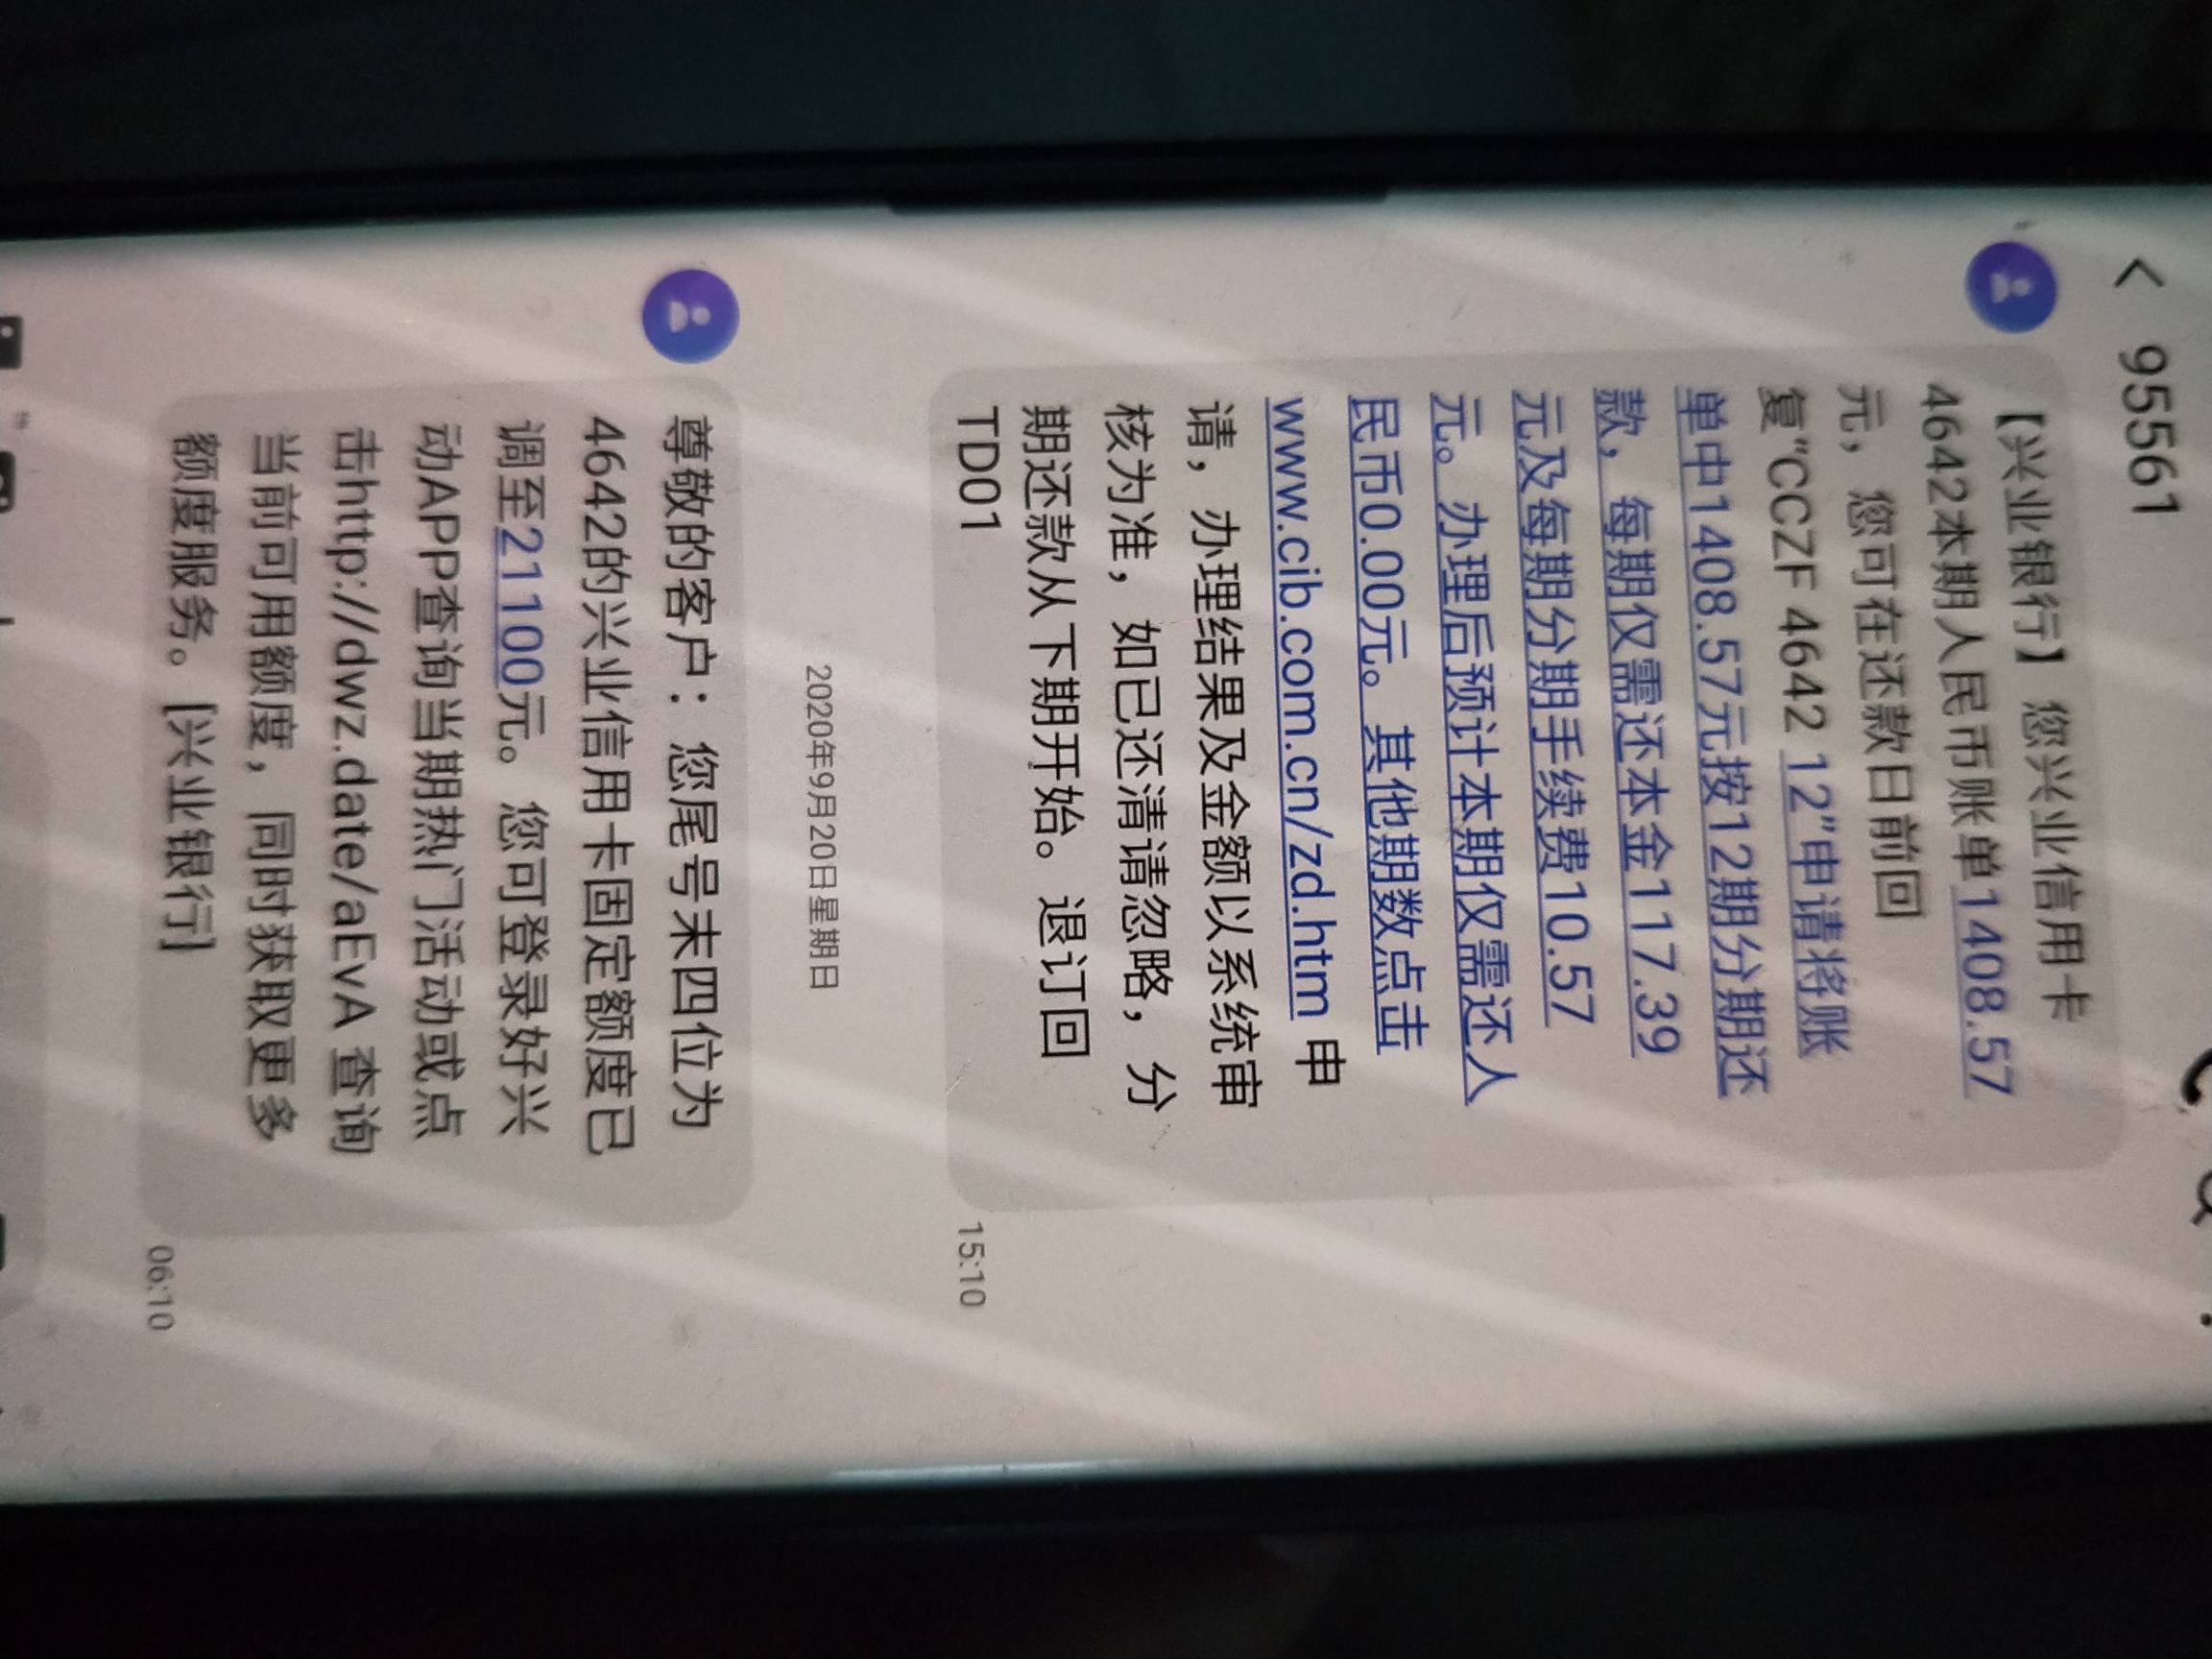 95561
【兴业银行】您兴业信用卡
4642本期人民币账单1408.57
元，您可在还款日前回
复"CCZF 4642 12"申请将账
单中1408.57元按12期分期还
款，每期仅需还本金117.39
元及每期分期手续费10.57
元。办理后预计本期仅需还人
民币0.00元。其他期数点击
www.cib.com.cn/zd.htm 申
请，办理结果及金额以系统审
核为准，如已还清请忽略，分
期还款从下期开始。退订回
TD01
15:10
2020年9月20日星期日
尊敬的客户：您尾号末四位为
4642的兴业信用卡固定额度已
调至21100元。您可登录好兴
动APP查询当期热门活动或点
击http://dwz.date/aEvA 查询
当前可用额度，同时获取更多
额度服务。[兴业银行]
06:10